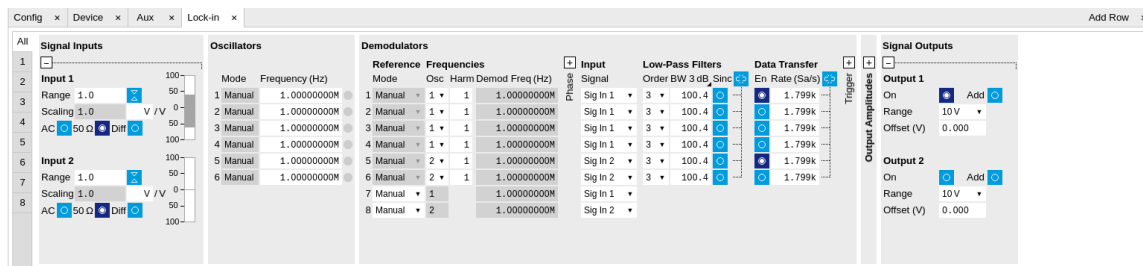 Config × Device × Aux × Lock-in × Add Row
All 1 2 3 4 5 6 7 8
Signal Inputs
Input 1
Range 1.0
Scaling 1.0 V / V
AC 50 Ω Diff
100
50
0
50
100
Input 2
Range 1.0
Scaling 1.0 V / V
AC 50 Ω Diff
100
50
0
50
100
Oscillators
Mode Frequency (Hz)
1 Manual 1.00000000M
2 Manual 1.00000000M
3 Manual 1.00000000M
4 Manual 1.00000000M
5 Manual 1.00000000M
6 Manual 1.00000000M
Demodulators
Reference Frequencies Input Low-Pass Filters Data Transfer
Mode Osc Harm Demod Freq (Hz) Phase Signal Order BW 3 dB Sinc En Rate (Sa/s) Trigger
1 Manual 1 1 1.00000000M Sig In 1 3 100.4 1.799k
2 Manual 1 1 1.00000000M Sig In 1 3 100.4 1.799k
3 Manual 1 1 1.00000000M Sig In 1 3 100.4 1.799k
4 Manual 1 1 1.00000000M Sig In 1 3 100.4 1.799k
5 Manual 2 1 1.00000000M Sig In 2 3 100.4 1.799k
6 Manual 2 1 1.00000000M Sig In 2 3 100.4 1.799k
7 Manual 1 1.00000000M Sig In 1
8 Manual 2 1.00000000M Sig In 2
Output Amplitudes
Signal Outputs
Output 1
On Add
Range 10 V
Offset (V) 0.000
Output 2
On Add
Range 10 V
Offset (V) 0.000